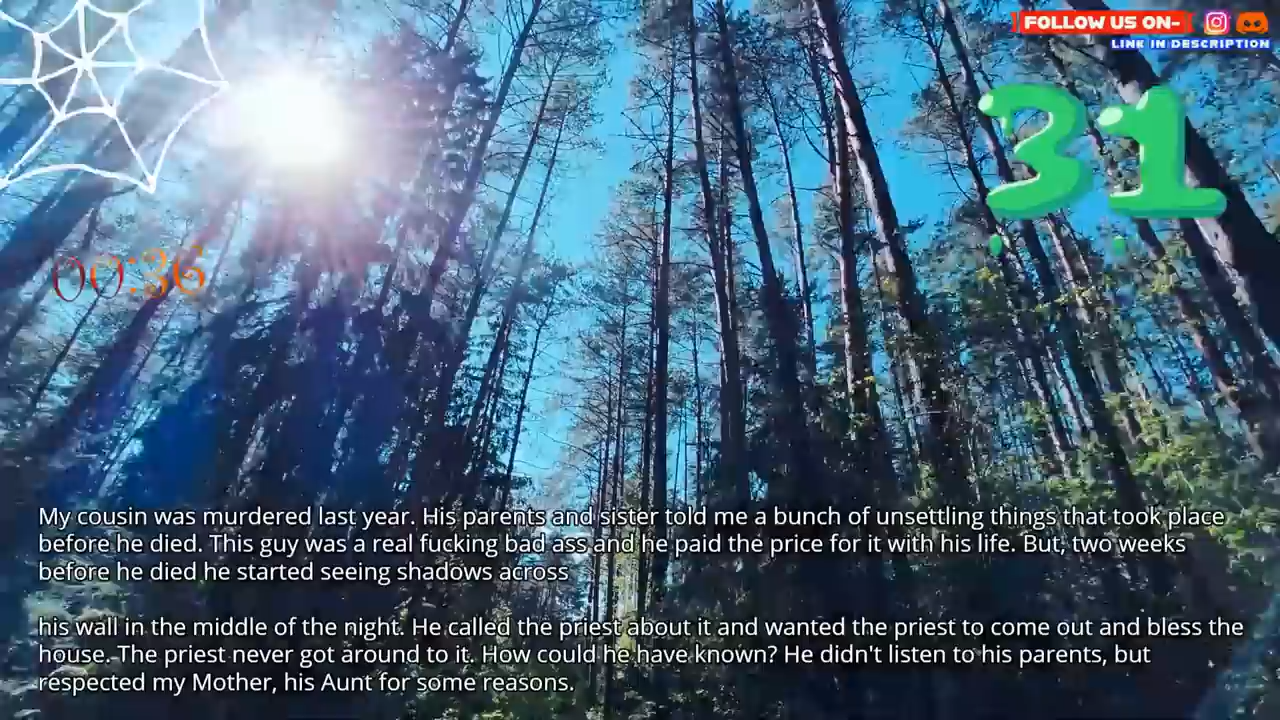 FOLLOW US ON-
LINK IN DESCRIPTION
31
00:36
My cousin was murdered last year. His parents and sister told me a bunch of unsettling things that took place
before he died. This guy was a real fucking bad ass and he paid the price for it with his life. But, two weeks
before he died he started seeing shadows across
his wall in the middle of the night. He called the priest about it and wanted the priest to come out and bless the
house. The priest never got around to it. How could he have known? He didn't listen to his parents, but
respected my Mother, his Aunt for some reasons.